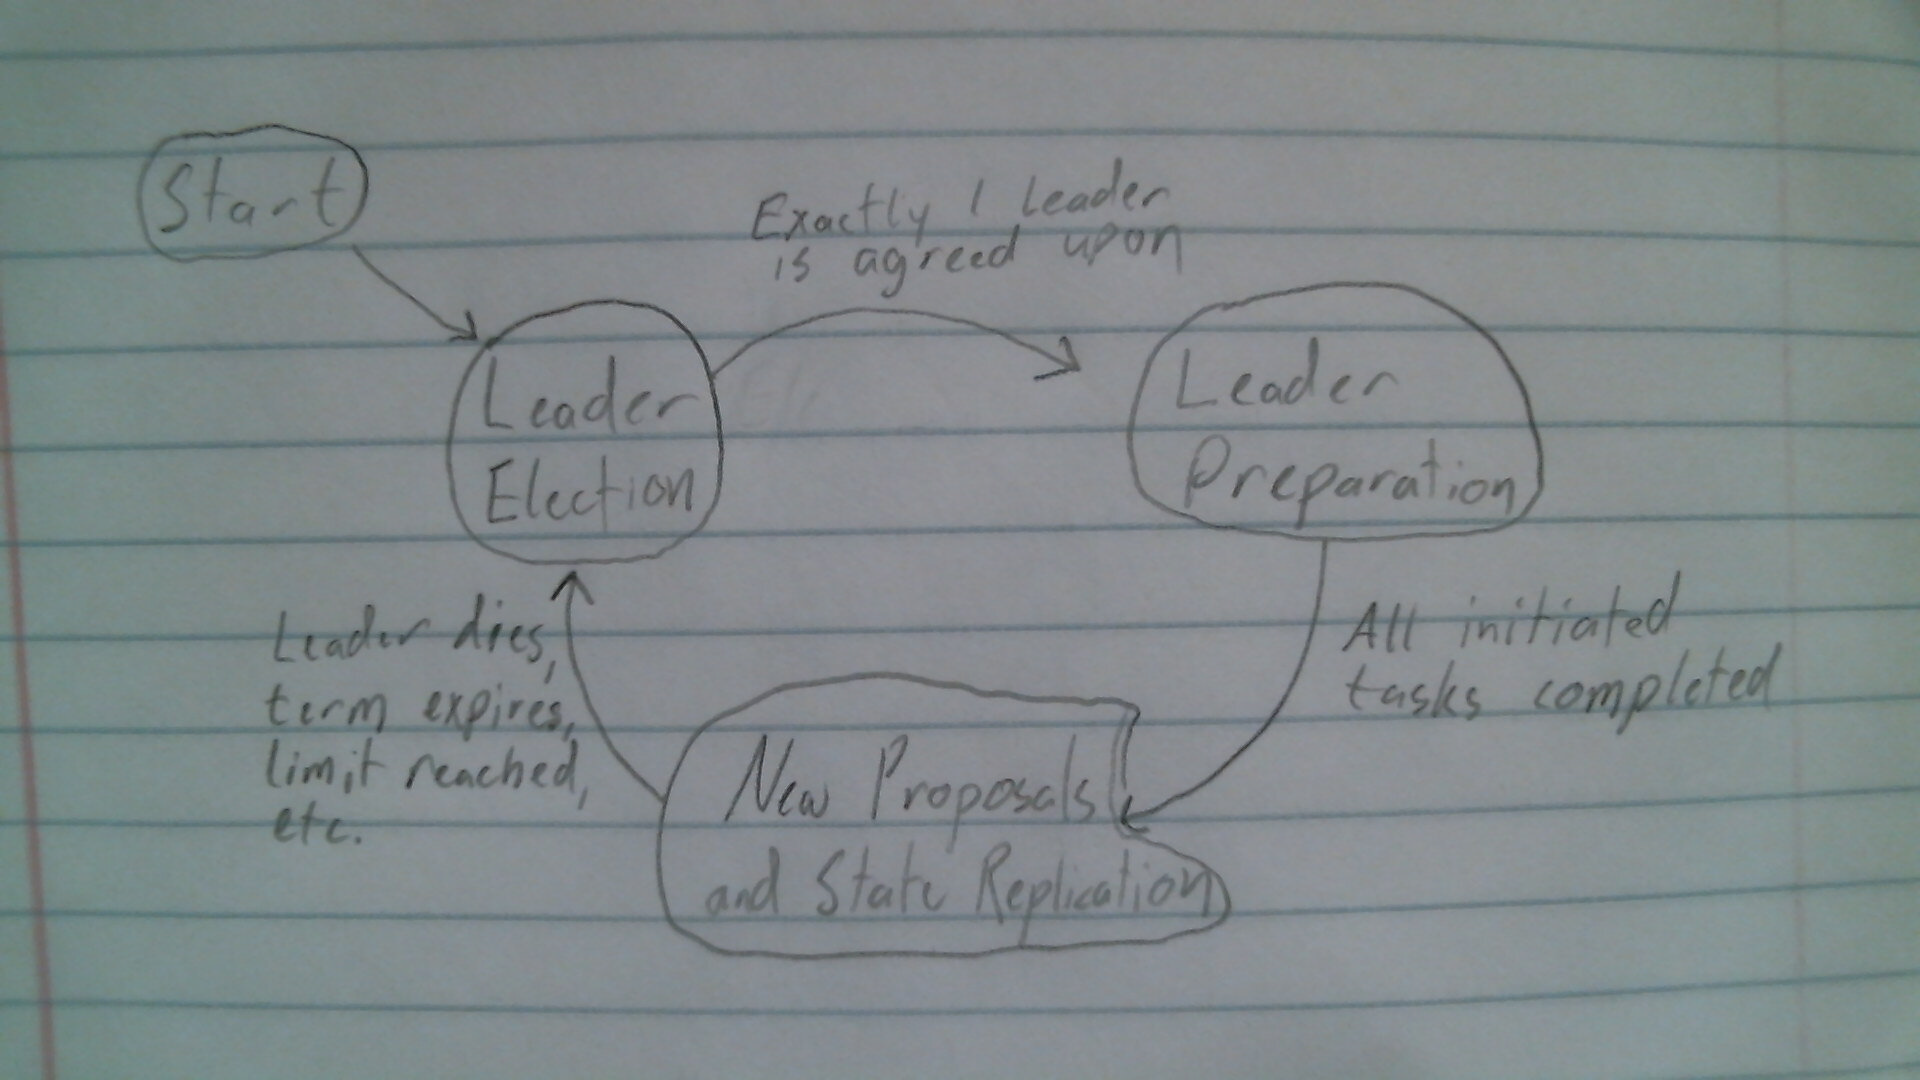 Start
Exactly 1 Leader
is agreed upon
Leader
Election
Leader
Preparation
Leader dies,
term expires,
limit reached,
etc.
All initiated
tasks completed
New Proposals
and State Replication